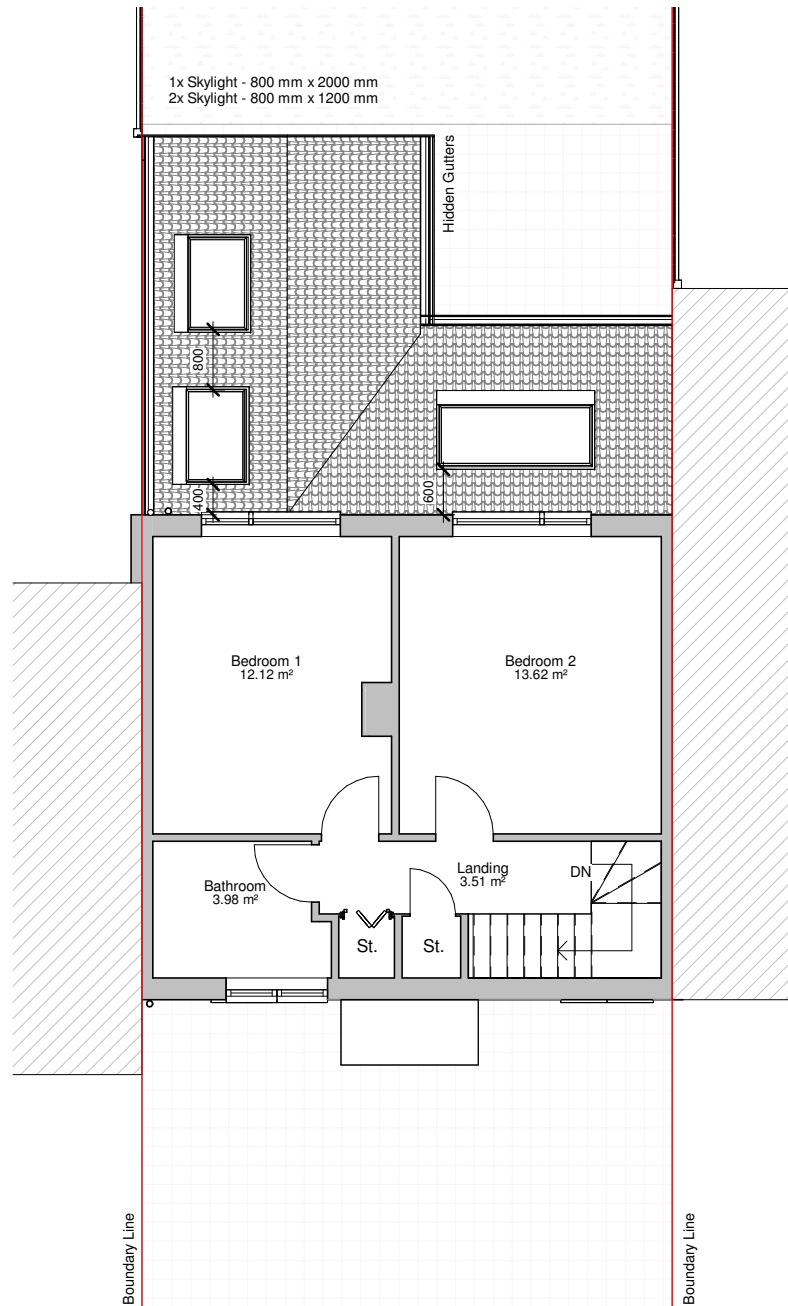 1x Skylight - 800 mm x 2000 mm
2x Skylight - 800 mm x 1200 mm
Hidden Gutters
800
400
600
Bedroom 1
12.12 m²
Bedroom 2
13.62 m²
Bathroom
3.98 m²
Landing
3.51 m²
DN
St.
St.
Boundary Line
Boundary Line